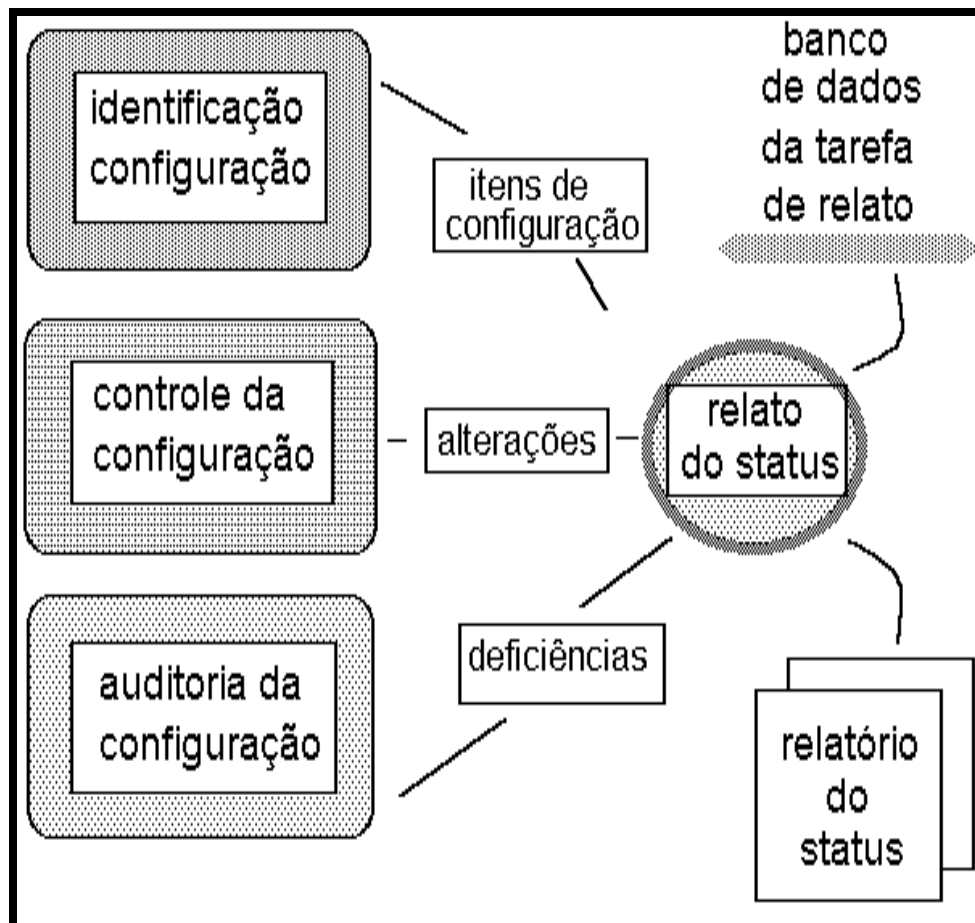 identificação
configuração
itens de
configuração
banco
de dados
da tarefa
de relato
controle da
configuração
alterações
relato
do status
auditoria da
configuração
deficiências
relatório
do
status